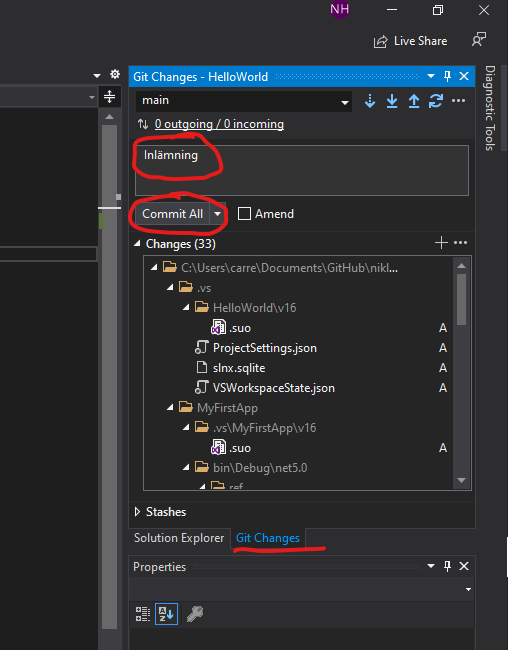 NH
Live Share
Git Changes - HelloWorld
main
0 outgoing / 0 incoming
Inlämning
Commit All
Amend
Changes (33)
C:\Users\carre\Documents\GitHub\nikl...
.vs
HelloWorld\v16
.suo A
ProjectSettings.json A
slnx.sqlite A
VSWorkspaceState.json A
MyFirstApp
.vs\MyFirstApp\v16
.suo A
bin\Debug\net5.0
ref
Stashes
Solution Explorer Git Changes
Properties
Diagnostic Tools